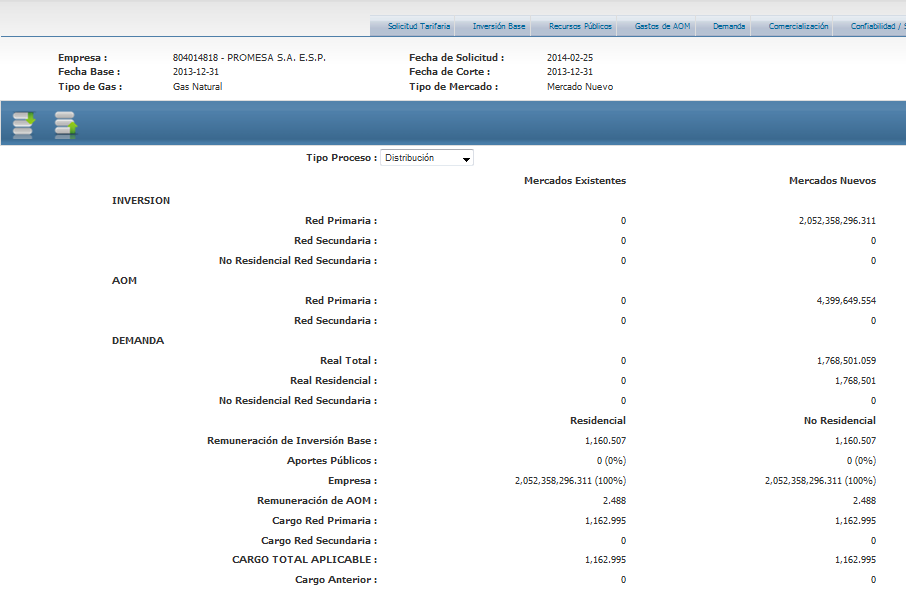 Solicitud Tarifaria Inversión Base Recursos Públicos Gastos de AOM Demanda Comercialización Confiabilidad /
Empresa : 804014818 - PROMESA S.A. E.S.P. Fecha de Solicitud : 2014-02-25
Fecha Base : 2013-12-31 Fecha de Corte : 2013-12-31
Tipo de Gas : Gas Natural Tipo de Mercado : Mercado Nuevo
Tipo Proceso : Distribución
Mercados Existentes Mercados Nuevos
INVERSION
Red Primaria : 0 2,052,358,296.311
Red Secundaria : 0 0
No Residencial Red Secundaria : 0 0
AOM
Red Primaria : 0 4,399,649.554
Red Secundaria : 0 0
DEMANDA
Real Total : 0 1,768,501.059
Real Residencial : 0 1,768,501
No Residencial Red Secundaria : 0 0
Residencial No Residencial
Remuneración de Inversión Base : 1,160.507 1,160.507
Aportes Públicos : 0 (0%) 0 (0%)
Empresa : 2,052,358,296.311 (100%) 2,052,358,296.311 (100%)
Remuneración de AOM : 2.488 2.488
Cargo Red Primaria : 1,162.995 1,162.995
Cargo Red Secundaria : 0 0
CARGO TOTAL APLICABLE : 1,162.995 1,162.995
Cargo Anterior : 0 0